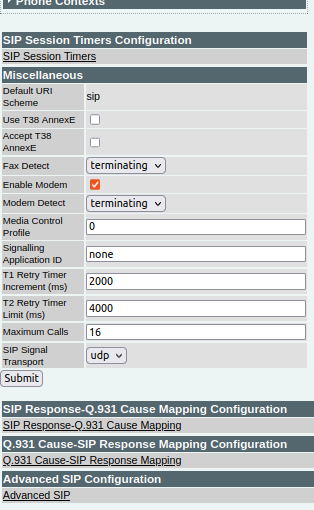 Phone Contexts
SIP Session Timers Configuration
SIP Session Timers
Miscellaneous
Default URI
Scheme
sip
Use T38 AnnexE
Accept T38
AnnexE
Fax Detect
terminating
Enable Modem
Modem Detect
terminating
Media Control
Profile
0
Signalling
Application ID
none
T1 Retry Timer
Increment (ms)
2000
T2 Retry Timer
Limit (ms)
4000
Maximum Calls
16
SIP Signal
Transport
udp
Submit
SIP Response-Q.931 Cause Mapping Configuration
SIP Response-Q.931 Cause Mapping
Q.931 Cause-SIP Response Mapping Configuration
Q.931 Cause-SIP Response Mapping
Advanced SIP Configuration
Advanced SIP